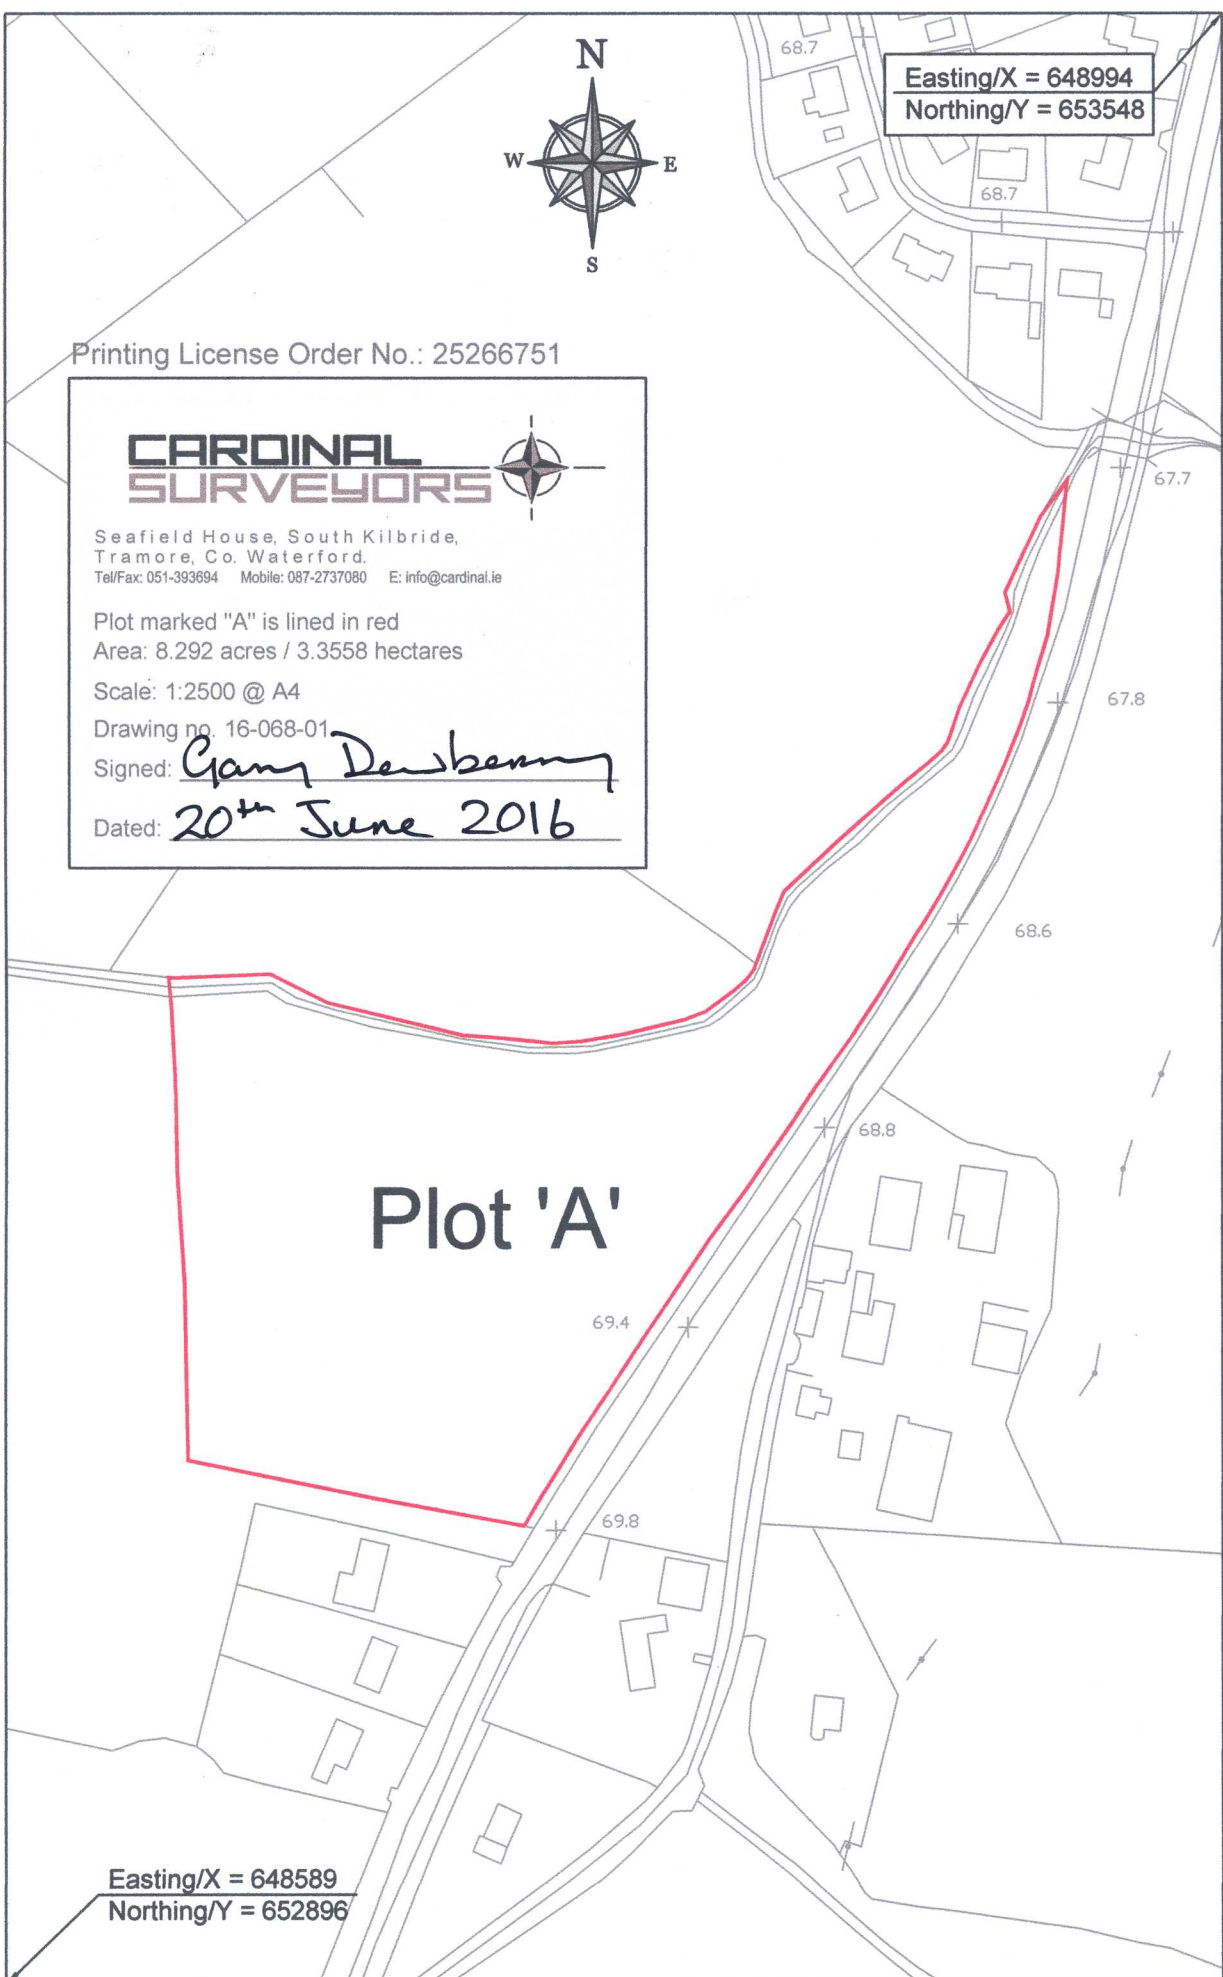 N
W
E
S
68.7
Easting/X = 648994
Northing/Y = 653548
68.7
Printing License Order No.: 25266751
CARDINAL
SURVEYORS
67.7
Seafield House, South Kilbride,
Tramore, Co. Waterford.
Tel/Fax: 051-393694 Mobile: 087-2737080 E: info@cardinal.ie
Plot marked "A" is lined in red
Area: 8.292 acres / 3.3558 hectares
Scale: 1:2500 @ A4
67.8
Drawing no. 16-068-01
Signed: Gary Dewberry
Dated: 20th June 2016
68.6
68.8
Plot 'A'
69.4
69.8
Easting/X = 648589
Northing/Y = 652896